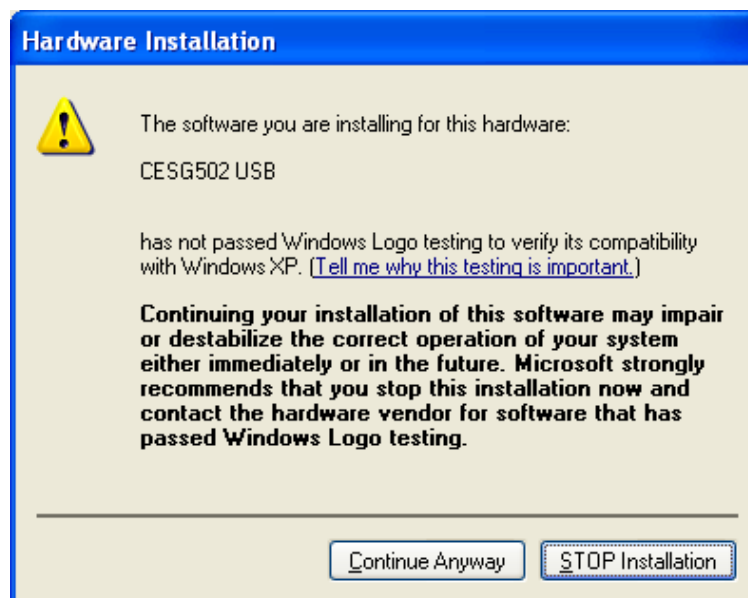 Hardware Installation
The software you are installing for this hardware:
CESG502 USB
has not passed Windows Logo testing to verify its compatibility
with Windows XP. (Tell me why this testing is important.)
Continuing your installation of this software may impair
or destabilize the correct operation of your system
either immediately or in the future. Microsoft strongly
recommends that you stop this installation now and
contact the hardware vendor for software that has
passed Windows Logo testing.
Continue Anyway
STOP Installation